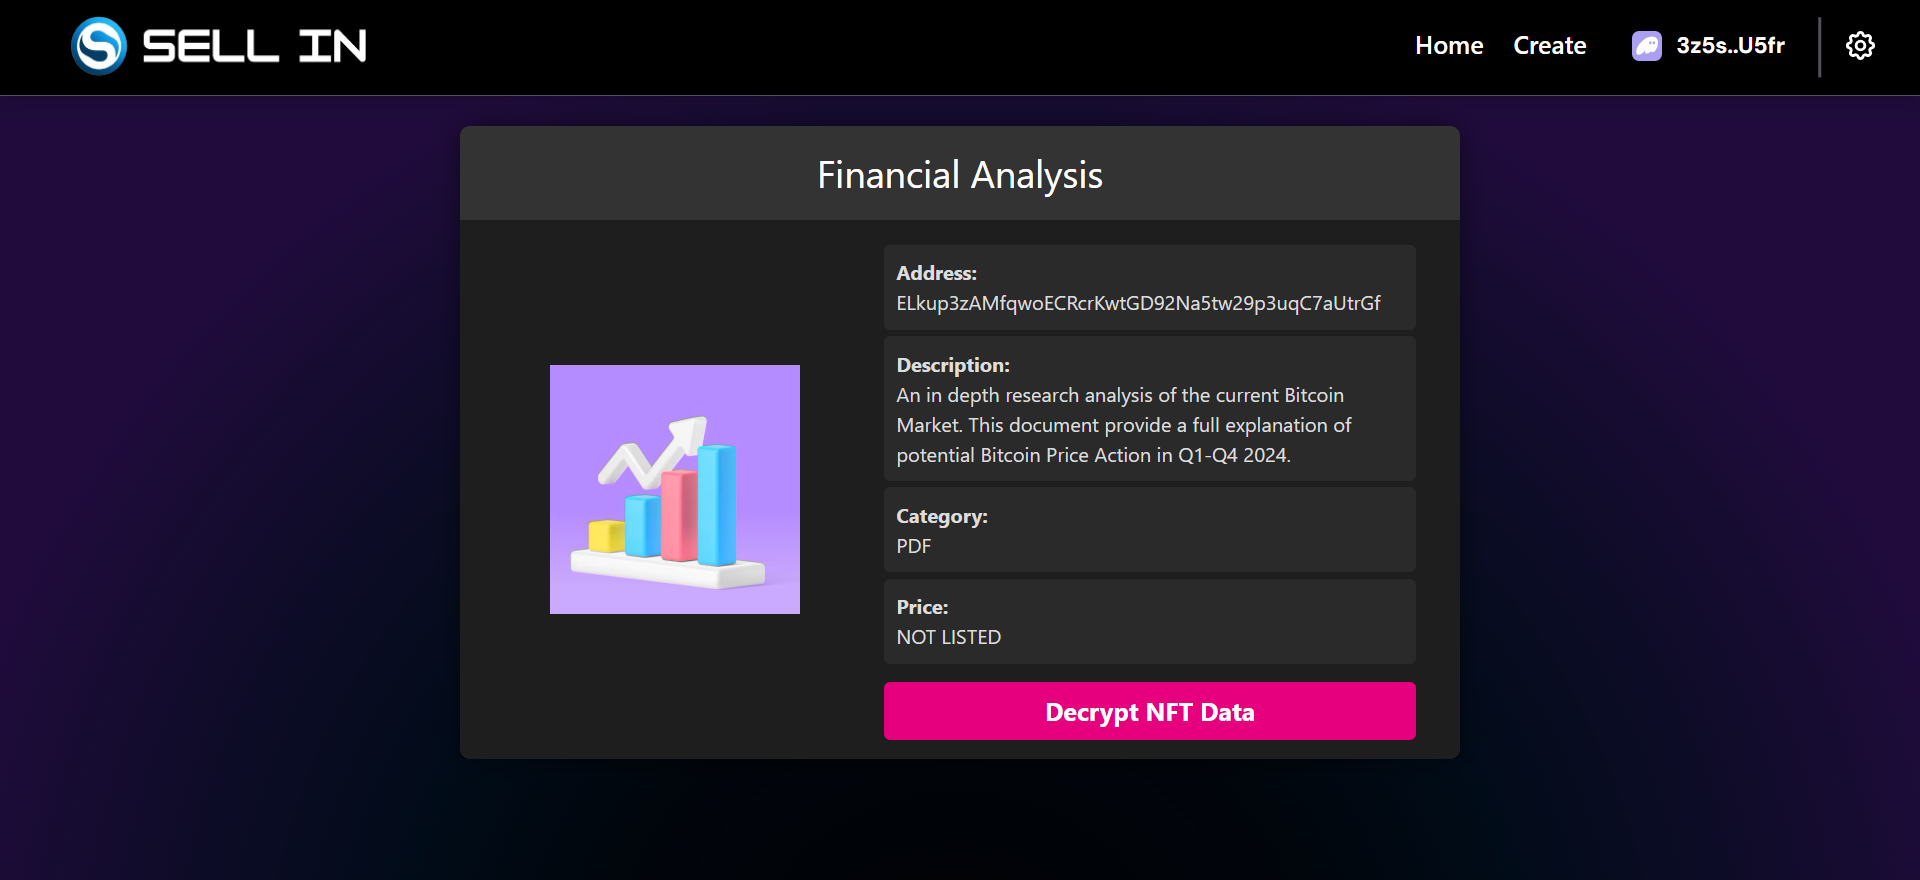 SELL IN
Home Create 3z5s..U5fr
Financial Analysis
Address:
ELkup3zAMfqwoECRcrKwtGD92Na5tw29p3uqC7aUtrGf
Description:
An in depth research analysis of the current Bitcoin
Market. This document provide a full explanation of
potential Bitcoin Price Action in Q1-Q4 2024.
Category:
PDF
Price:
NOT LISTED
Decrypt NFT Data